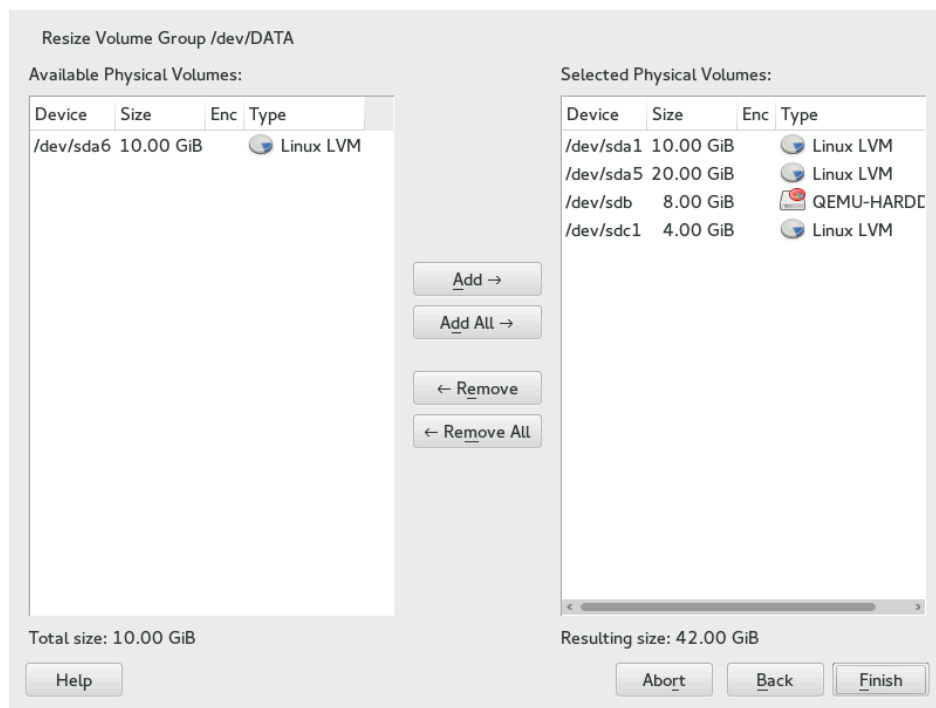 Resize Volume Group /dev/DATA
Available Physical Volumes:
Device Size Enc Type
/dev/sda6 10.00 GiB Linux LVM
Add →
Add All →
← Remove
← Remove All
Selected Physical Volumes:
Device Size Enc Type
/dev/sda1 10.00 GiB Linux LVM
/dev/sda5 20.00 GiB Linux LVM
/dev/sdb 8.00 GiB QEMU-HARDD
/dev/sdc1 4.00 GiB Linux LVM
Total size: 10.00 GiB
Resulting size: 42.00 GiB
Help
Abort
Back
Finish